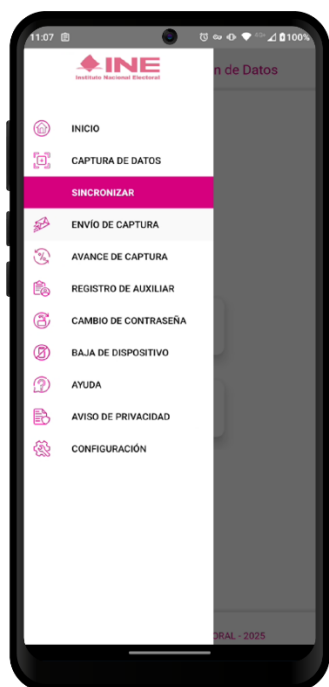 11:07
100%
INE
Instituto Nacional Electoral
n de Datos
INICIO
CAPTURA DE DATOS
SINCRONIZAR
ENVÍO DE CAPTURA
AVANCE DE CAPTURA
REGISTRO DE AUXILIAR
CAMBIO DE CONTRASEÑA
BAJA DE DISPOSITIVO
AYUDA
AVISO DE PRIVACIDAD
CONFIGURACIÓN
ORAL - 2025